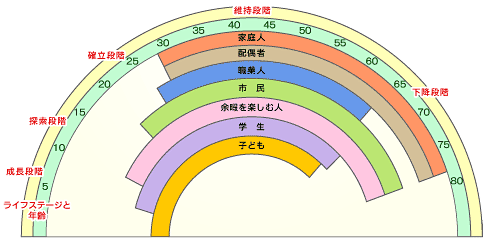 維持段階
確立段階
下降段階
探索段階
成長段階
ライフステージと
年齢
5
10
15
20
25
30
35
40
45
50
55
60
65
70
75
80
家庭人
配偶者
職業人
市 民
余暇を楽しむ人
学 生
子ども